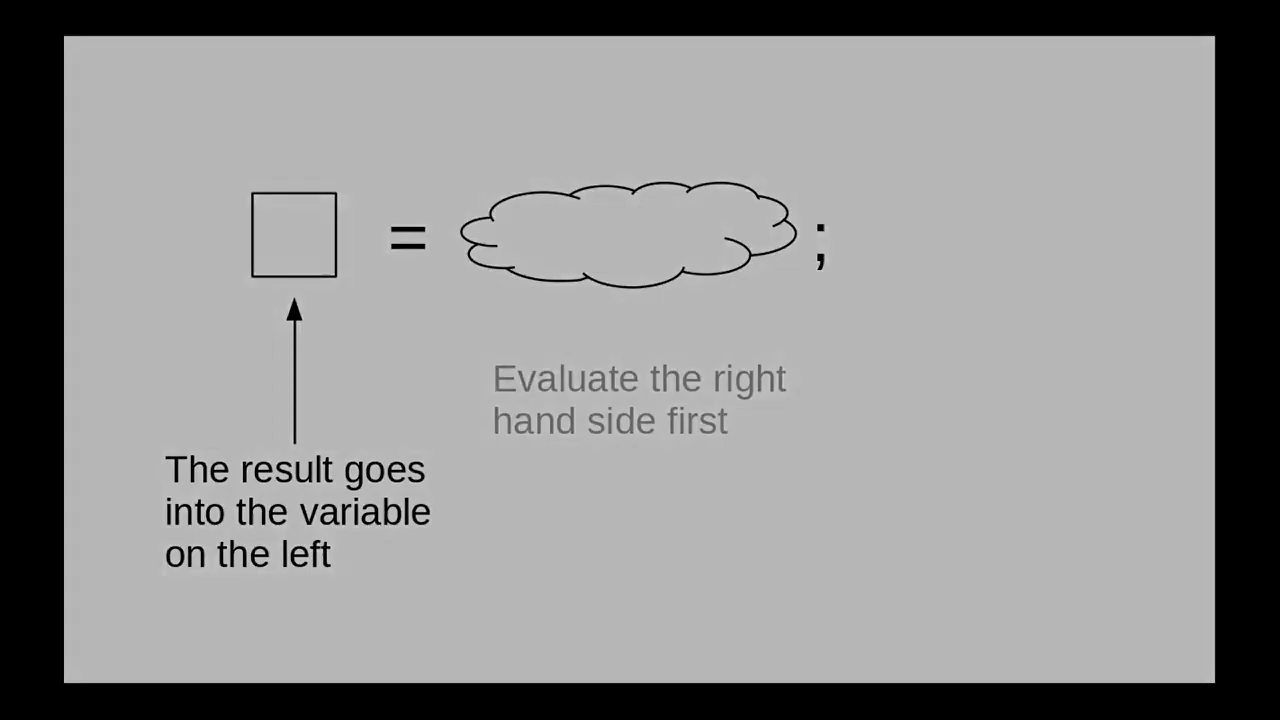 = ;
Evaluate the right
hand side first
The result goes
into the variable
on the left